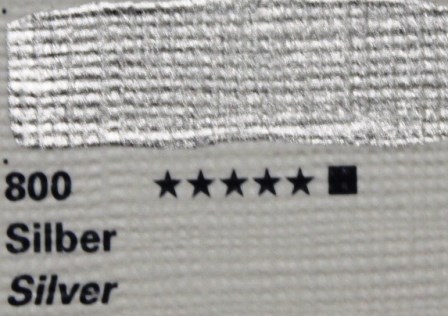 800 ★★★★★ ■
Silber
Silver